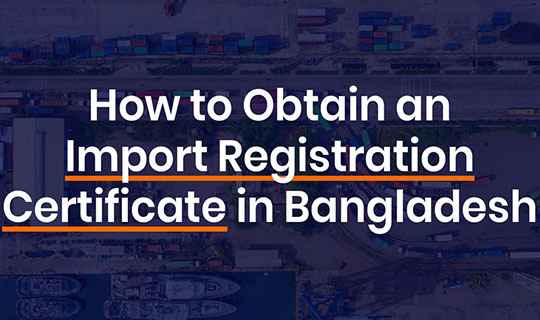 How to Obtain an
Import Registration
Certificate in Bangladesh